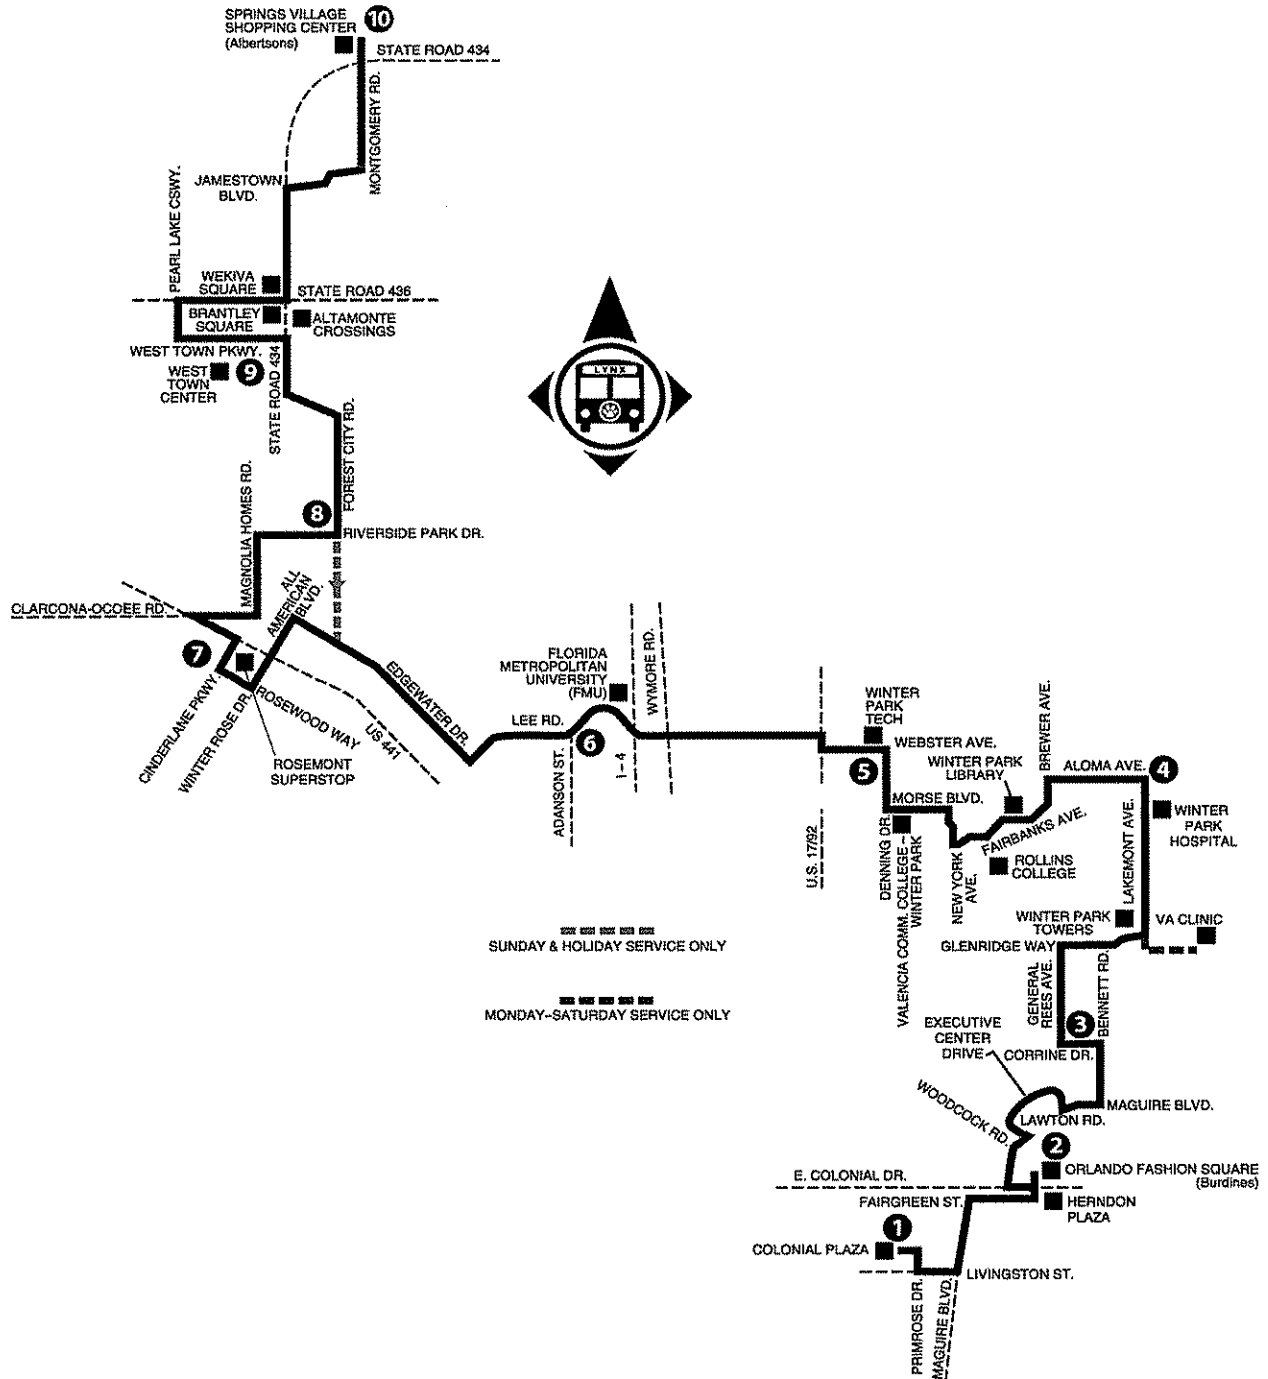 SPRINGS VILLAGE
SHOPPING CENTER
(Albertsons)
10
STATE ROAD 434
MONTGOMERY RD.
JAMESTOWN
BLVD.
PEARL LAKE CSWY.
WEKIVA
SQUARE
STATE ROAD 436
BRANTLEY
SQUARE
ALTAMONTE
CROSSINGS
WEST TOWN PKWY.
WEST
TOWN
CENTER
9
STATE ROAD 434
FOREST CITY RD.
LYNX
MAGNOLIA HOMES RD.
8
RIVERSIDE PARK DR.
ALL
AMERICAN
BLVD.
CLARCONA-OCOEE RD.
7
CINDERLANE PKWY.
WINTER ROSE DR.
ROSEWOOD WAY
ROSEMONT
SUPERSTOP
US 441
EDGEWATER DR.
LEE RD.
FLORIDA
METROPOLITAN
UNIVERSITY
(FMU)
6
ADANSON ST.
I-4
WYMORE RD.
U.S. 17/92
WINTER
PARK
TECH
WEBSTER AVE.
5
WINTER PARK
LIBRARY
BREWER AVE.
ALOMA AVE.
4
MORSE BLVD.
DENNING DR.
VALENCIA COMM. COLLEGE–
WINTER PARK
NEW YORK
AVE.
FAIRBANKS AVE.
ROLLINS
COLLEGE
LAKEMONT AVE.
WINTER
PARK
HOSPITAL
WINTER PARK
TOWERS
VA CLINIC
GLENRIDGE WAY
GENERAL
REES AVE.
BENNETT RD.
3
SUNDAY & HOLIDAY SERVICE ONLY
MONDAY–SATURDAY SERVICE ONLY
EXECUTIVE
CENTER
DRIVE
CORRINE DR.
MAGUIRE BLVD.
LAWTON RD.
WOODCOCK RD.
2
ORLANDO FASHION SQUARE
(Burdines)
E. COLONIAL DR.
FAIRGREEN ST.
HERNDON
PLAZA
1
COLONIAL PLAZA
LIVINGSTON ST.
PRIMROSE DR.
MAGUIRE BLVD.